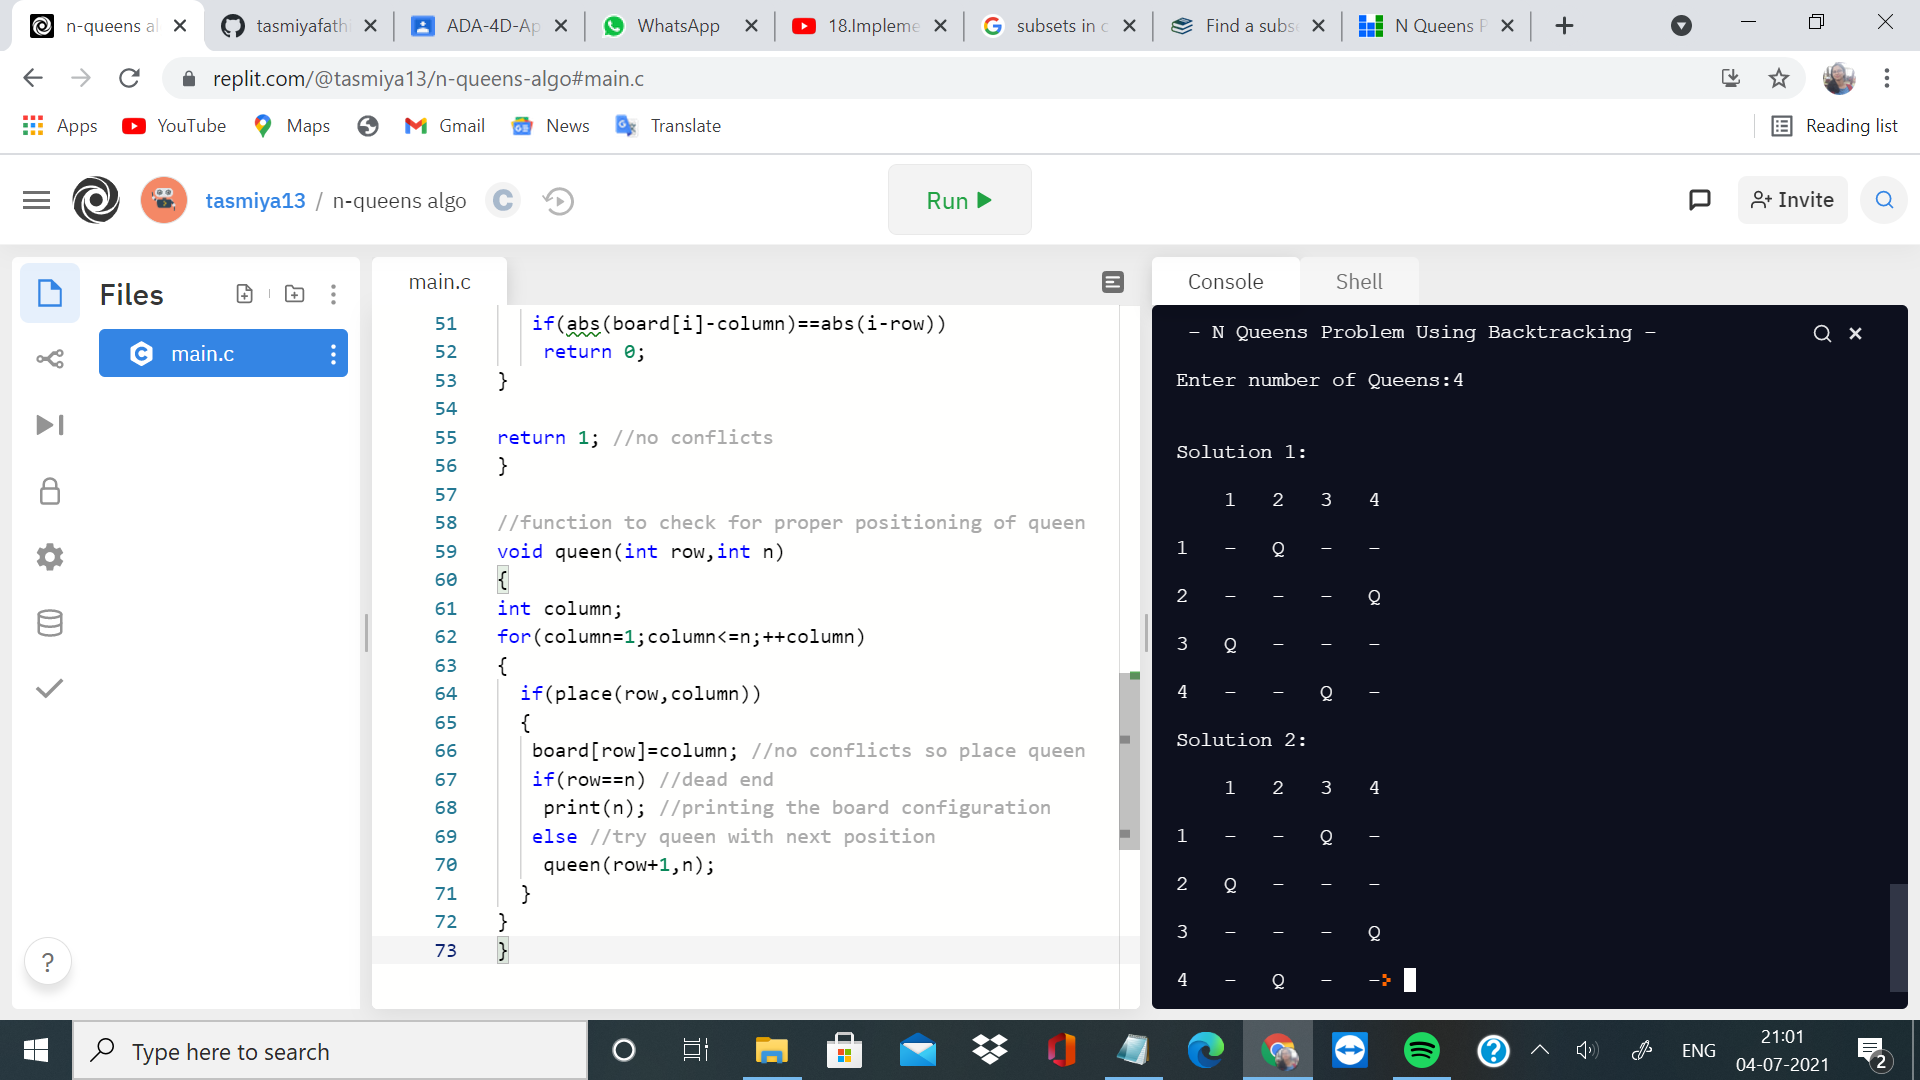 n-queens al
tasmiyafath
ADA-4D-Ap
WhatsApp
18.Impleme
subsets in c
Find a subs
N Queens P
replit.com/@tasmiya13/n-queens-algo#main.c
Apps
YouTube
Maps
Gmail
News
Translate
Reading list
tasmiya13 / n-queens algo
C
Run
Invite
Files
main.c
main.c
51 if(abs(board[i]-column)==abs(i-row))
52 return 0;
53 }
54
55 return 1; //no conflicts
56 }
57
58 //function to check for proper positioning of queen
59 void queen(int row,int n)
60 {
61 int column;
62 for(column=1;column<=n;++column)
63 {
64 if(place(row,column))
65 {
66 board[row]=column; //no conflicts so place queen
67 if(row==n) //dead end
68 print(n); //printing the board configuration
69 else //try queen with next position
70 queen(row+1,n);
71 }
72 }
73 }
Console
Shell
- N Queens Problem Using Backtracking -
Enter number of Queens:4
Solution 1:
1 2 3 4
1 - Q - -
2 - - - Q
3 Q - - -
4 - - Q -
Solution 2:
1 2 3 4
1 - - Q -
2 Q - - -
3 - - - Q
4 - Q - -
?
Type here to search
ENG
21:01
04-07-2021
2